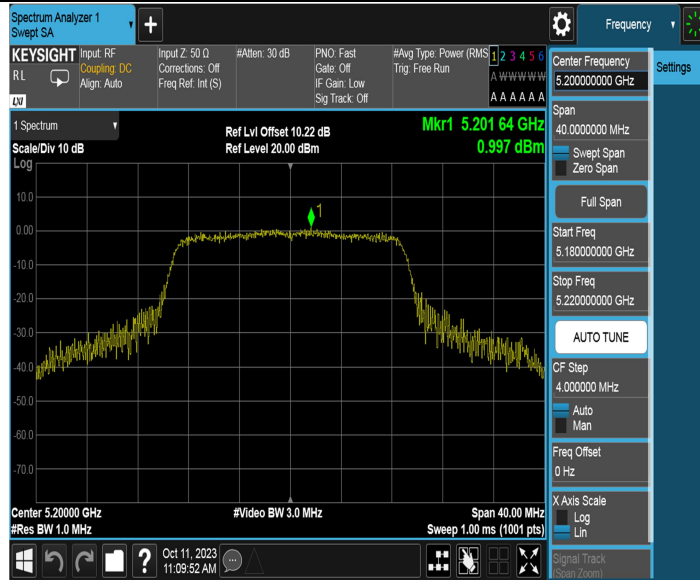 Spectrum Analyzer 1
Swept SA
+
Frequency
KEYSIGHT
RL
LXI
Input: RF
Coupling: DC
Align: Auto
Input Z: 50 Ω
Corrections: Off
Freq Ref: Int (S)
#Atten: 30 dB
PNO: Fast
Gate: Off
IF Gain: Low
Sig Track: Off
#Avg Type: Power (RMS
Trig: Free Run
1 2 3 4 5 6
A W W W W W
A A A A A A
1 Spectrum
Scale/Div 10 dB
Log
Ref Lvl Offset 10.22 dB
Ref Level 20.00 dBm
Mkr1 5.201 64 GHz
0.997 dBm
1
10.0
0.00
-10.0
-20.0
-30.0
-40.0
-50.0
-60.0
-70.0
Center 5.20000 GHz
#Res BW 1.0 MHz
#Video BW 3.0 MHz
Span 40.00 MHz
Sweep 1.00 ms (1001 pts)
Center Frequency
5.200000000 GHz
Settings
Span
40.0000000 MHz
Swept Span
Zero Span
Full Span
Start Freq
5.180000000 GHz
Stop Freq
5.220000000 GHz
AUTO TUNE
CF Step
4.000000 MHz
Auto
Man
Freq Offset
0 Hz
X Axis Scale
Log
Lin
Signal Track
(Span Zoom)
?
Oct 11, 2023
11:09:52 AM